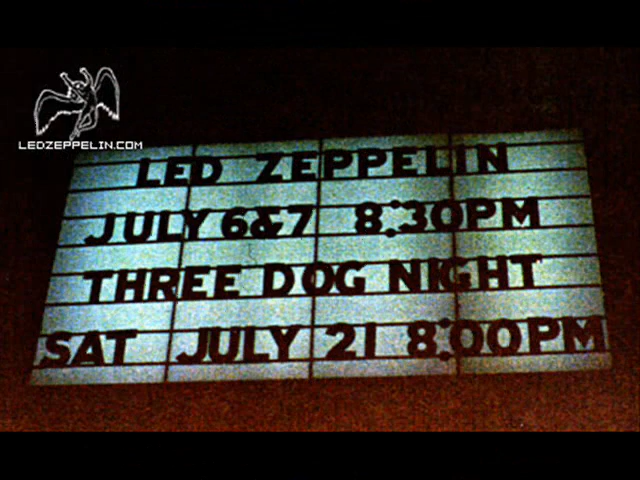 LEDZEPPELIN.COM
LED ZEPPELIN
JULY 6&7 8:30PM
THREE DOG NIGHT
SAT JULY 21 8:00PM